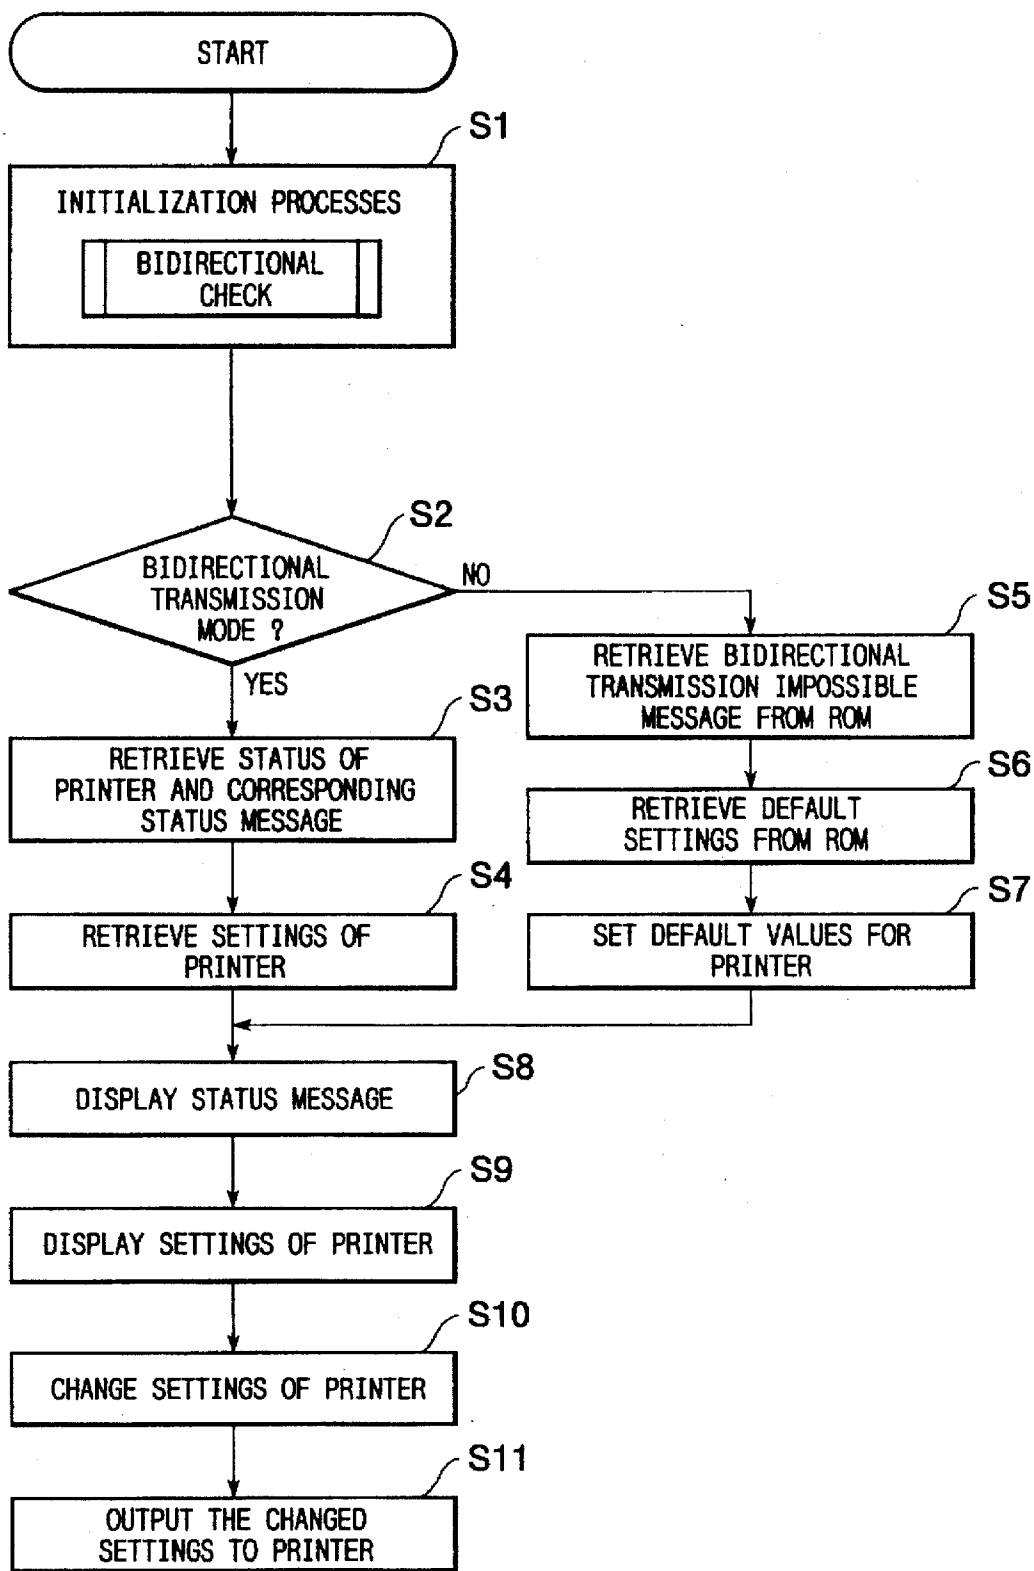 START
S1
INITIALIZATION PROCESSES
BIDIRECTIONAL
CHECK
S2
BIDIRECTIONAL
TRANSMISSION
MODE ?
NO
YES
S3
RETRIEVE STATUS OF
PRINTER AND CORRESPONDING
STATUS MESSAGE
S4
RETRIEVE SETTINGS OF
PRINTER
S5
RETRIEVE BIDIRECTIONAL
TRANSMISSION IMPOSSIBLE
MESSAGE FROM ROM
S6
RETRIEVE DEFAULT
SETTINGS FROM ROM
S7
SET DEFAULT VALUES FOR
PRINTER
S8
DISPLAY STATUS MESSAGE
S9
DISPLAY SETTINGS OF PRINTER
S10
CHANGE SETTINGS OF PRINTER
S11
OUTPUT THE CHANGED
SETTINGS TO PRINTER